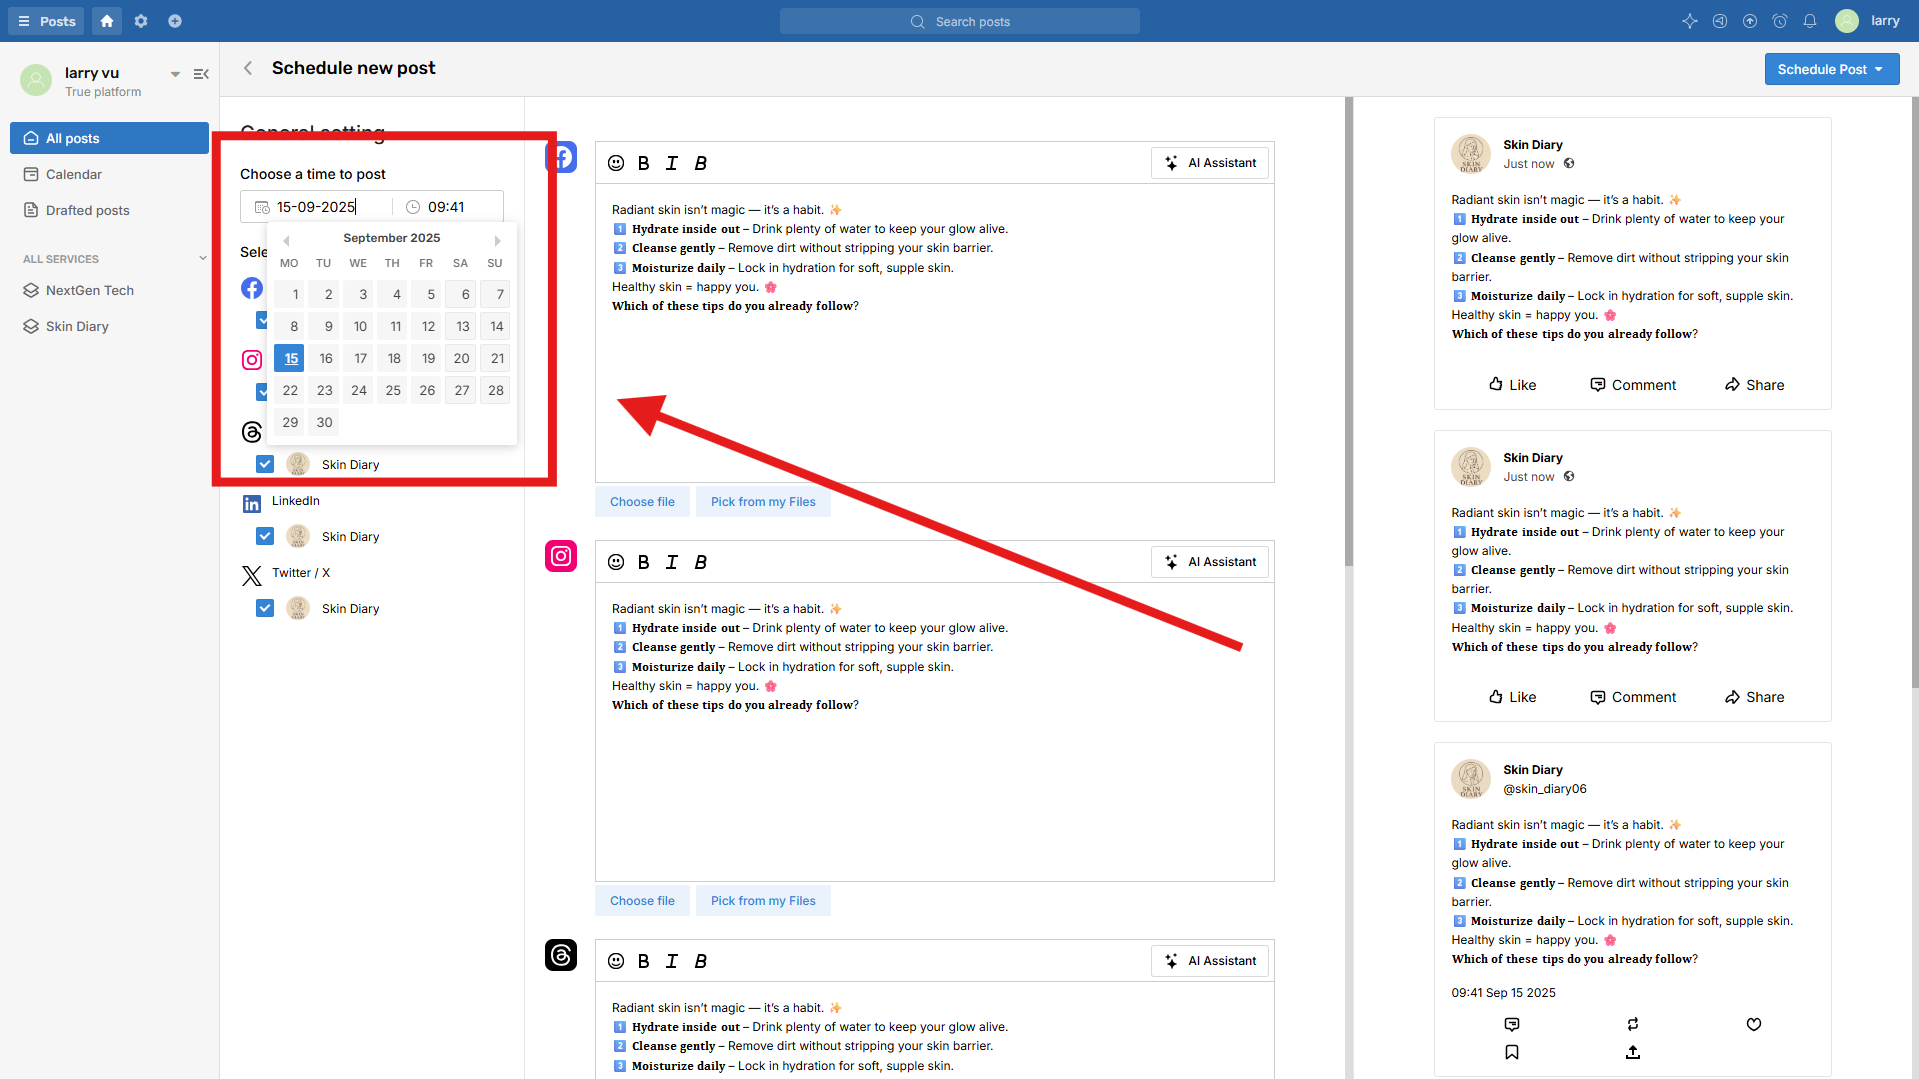 Posts
Search posts
larry
larry vu
True platform
All posts
Calendar
Drafted posts
ALL SERVICES
NextGen Tech
Skin Diary
Schedule new post
Schedule Post
General setting
Choose a time to post
15-09-2025 09:41
Sele
September 2025
MO TU WE TH FR SA SU
1 2 3 4 5 6 7
8 9 10 11 12 13 14
15 16 17 18 19 20 21
22 23 24 25 26 27 28
29 30
Skin Diary
LinkedIn
Skin Diary
Twitter / X
Skin Diary
B I B AI Assistant
Radiant skin isn’t magic — it’s a habit. ✨
1️⃣ Hydrate inside out – Drink plenty of water to keep your glow alive.
2️⃣ Cleanse gently – Remove dirt without stripping your skin barrier.
3️⃣ Moisturize daily – Lock in hydration for soft, supple skin.
Healthy skin = happy you. 🌸
Which of these tips do you already follow?
Choose file Pick from my Files
B I B AI Assistant
Radiant skin isn’t magic — it’s a habit. ✨
1️⃣ Hydrate inside out – Drink plenty of water to keep your glow alive.
2️⃣ Cleanse gently – Remove dirt without stripping your skin barrier.
3️⃣ Moisturize daily – Lock in hydration for soft, supple skin.
Healthy skin = happy you. 🌸
Which of these tips do you already follow?
Choose file Pick from my Files
B I B AI Assistant
Radiant skin isn’t magic — it’s a habit. ✨
1️⃣ Hydrate inside out – Drink plenty of water to keep your glow alive.
2️⃣ Cleanse gently – Remove dirt without stripping your skin barrier.
3️⃣ Moisturize daily – Lock in hydration for soft, supple skin.
SKIN
DIARY
Skin Diary
Just now
Radiant skin isn’t magic — it’s a habit. ✨
1️⃣ Hydrate inside out – Drink plenty of water to keep your
glow alive.
2️⃣ Cleanse gently – Remove dirt without stripping your skin
barrier.
3️⃣ Moisturize daily – Lock in hydration for soft, supple skin.
Healthy skin = happy you. 🌸
Which of these tips do you already follow?
Like Comment Share
SKIN
DIARY
Skin Diary
Just now
Radiant skin isn’t magic — it’s a habit. ✨
1️⃣ Hydrate inside out – Drink plenty of water to keep your
glow alive.
2️⃣ Cleanse gently – Remove dirt without stripping your skin
barrier.
3️⃣ Moisturize daily – Lock in hydration for soft, supple skin.
Healthy skin = happy you. 🌸
Which of these tips do you already follow?
Like Comment Share
SKIN
DIARY
Skin Diary
@skin_diary06
Radiant skin isn’t magic — it’s a habit. ✨
1️⃣ Hydrate inside out – Drink plenty of water to keep your
glow alive.
2️⃣ Cleanse gently – Remove dirt without stripping your skin
barrier.
3️⃣ Moisturize daily – Lock in hydration for soft, supple skin.
Healthy skin = happy you. 🌸
Which of these tips do you already follow?
09:41 Sep 15 2025